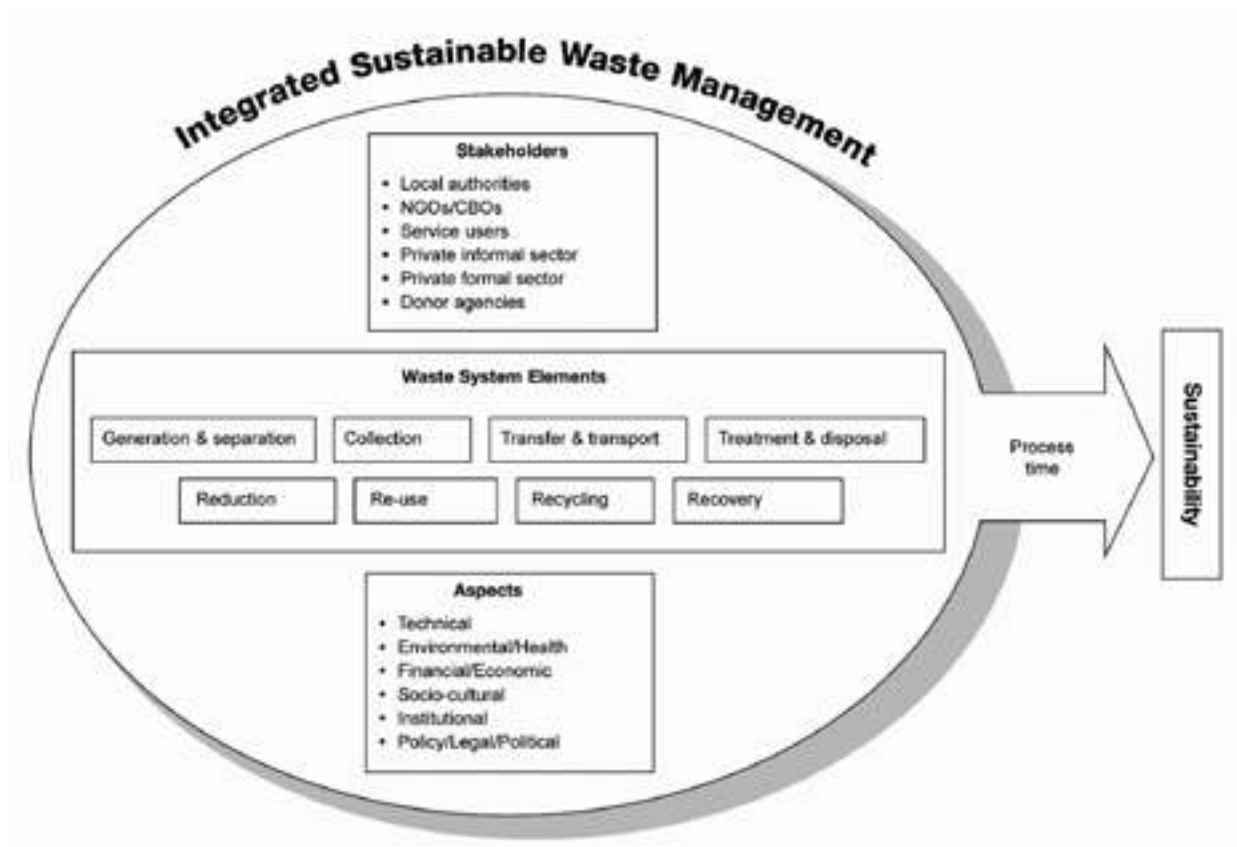 Integrated Sustainable Waste Management
Stakeholders
• Local authorities
• NGOs/CBOs
• Service users
• Private informal sector
• Private formal sector
• Donor agencies
Waste System Elements
Generation & separation
Collection
Transfer & transport
Treatment & disposal
Reduction
Re-use
Recycling
Recovery
Aspects
• Technical
• Environmental/Health
• Financial/Economic
• Socio-cultural
• Institutional
• Policy/Legal/Political
Process
time
Sustainability